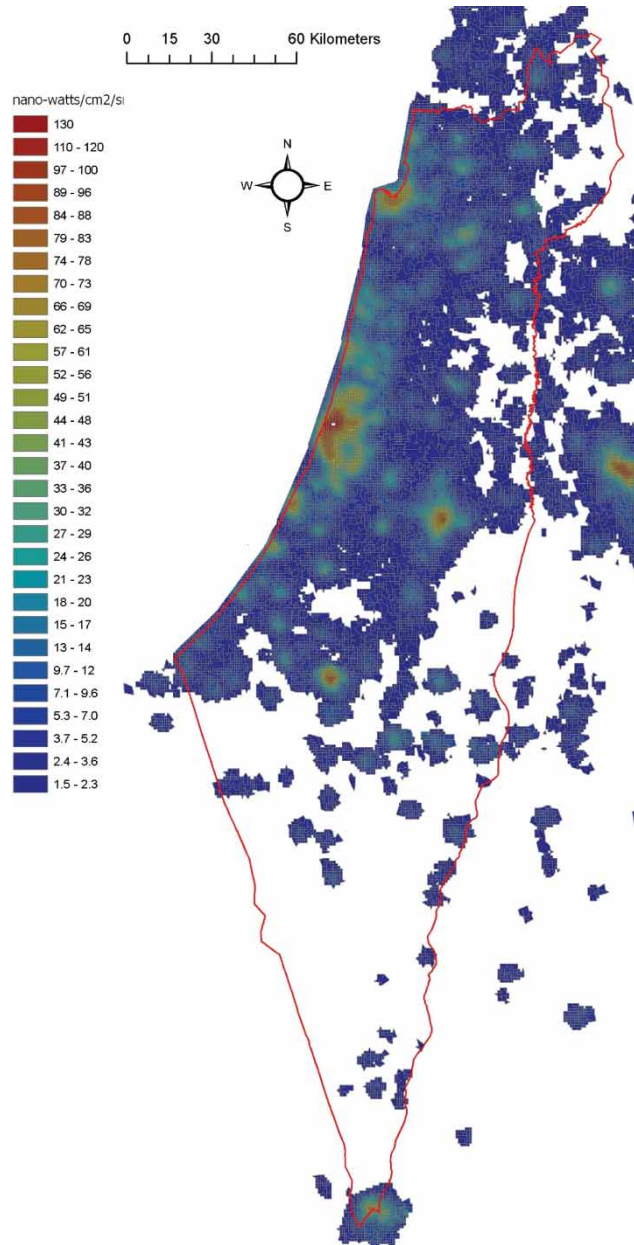 0 15 30 60 Kilometers
nano-watts/cm2/sr
130
110 - 120
97 - 100
89 - 96
84 - 88
79 - 83
74 - 78
70 - 73
66 - 69
62 - 65
57 - 61
52 - 56
49 - 51
44 - 48
41 - 43
37 - 40
33 - 36
30 - 32
27 - 29
24 - 26
21 - 23
18 - 20
15 - 17
13 - 14
9.7 - 12
7.1 - 9.6
5.3 - 7.0
3.7 - 5.2
2.4 - 3.6
1.5 - 2.3
N
W E
S